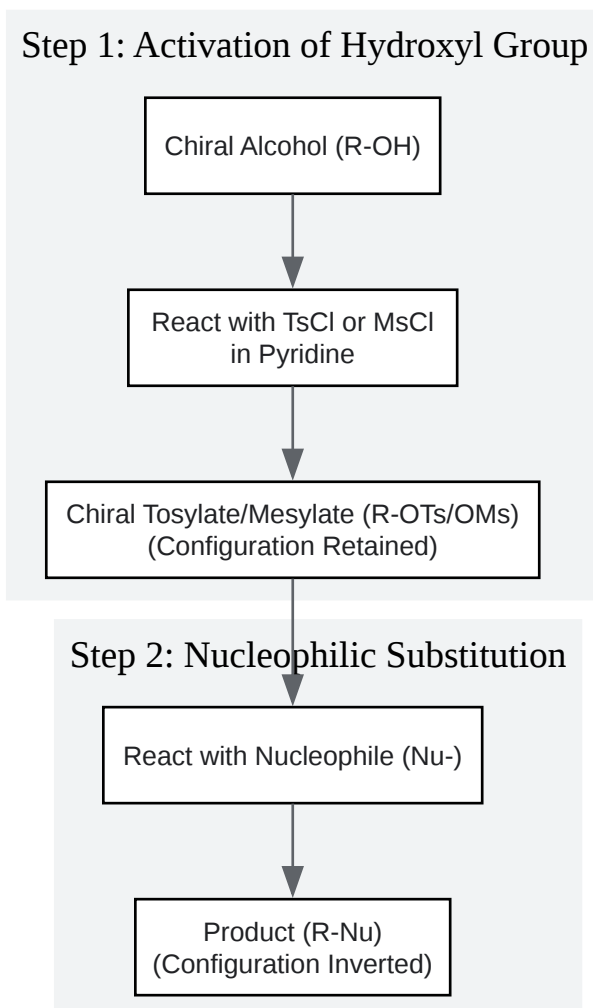 Step 1: Activation of Hydroxyl Group
Chiral Alcohol (R-OH)
React with TsCl or MsCl
in Pyridine
Chiral Tosylate/Mesylate (R-OTs/OMs)
(Configuration Retained)
Step 2: Nucleophilic Substitution
React with Nucleophile (Nu-)
Product (R-Nu)
(Configuration Inverted)